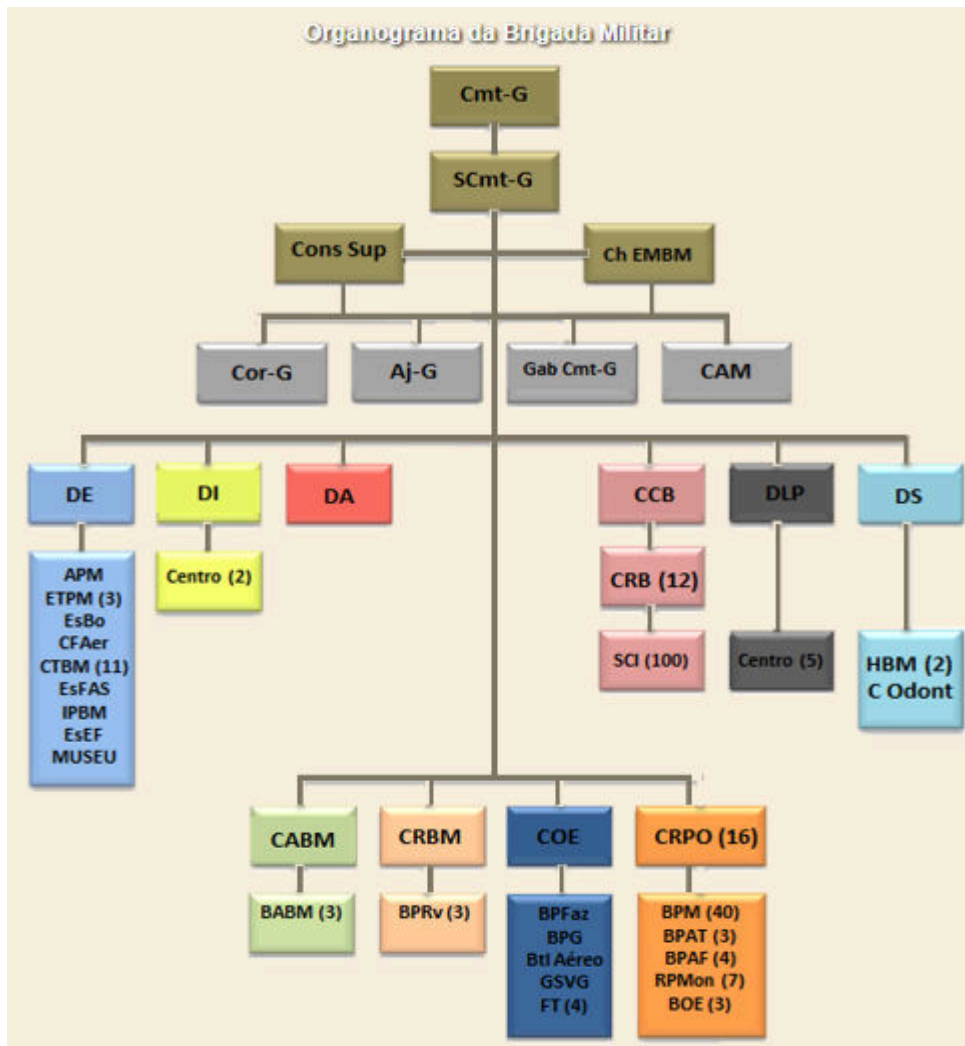 Organograma da Brigada Militar
Cmt-G
SCmt-G
Cons Sup
Ch EMBM
Cor-G
Aj-G
Gab Cmt-G
CAM
DE
DI
DA
CCB
DLP
DS
APM
ETPM (3)
EsBo
CFAer
CTBM (11)
EsFAS
IPBM
EsEF
MUSEU
Centro (2)
CRB (12)
SCI (100)
Centro (5)
HBM (2)
C Odont
CABM
CRBM
COE
CRPO (16)
BABM (3)
BPRv (3)
BPFaz
BPG
Btl Aéreo
GSVG
FT (4)
BPM (40)
BPAT (3)
BPAF (4)
RPMon (7)
BOE (3)